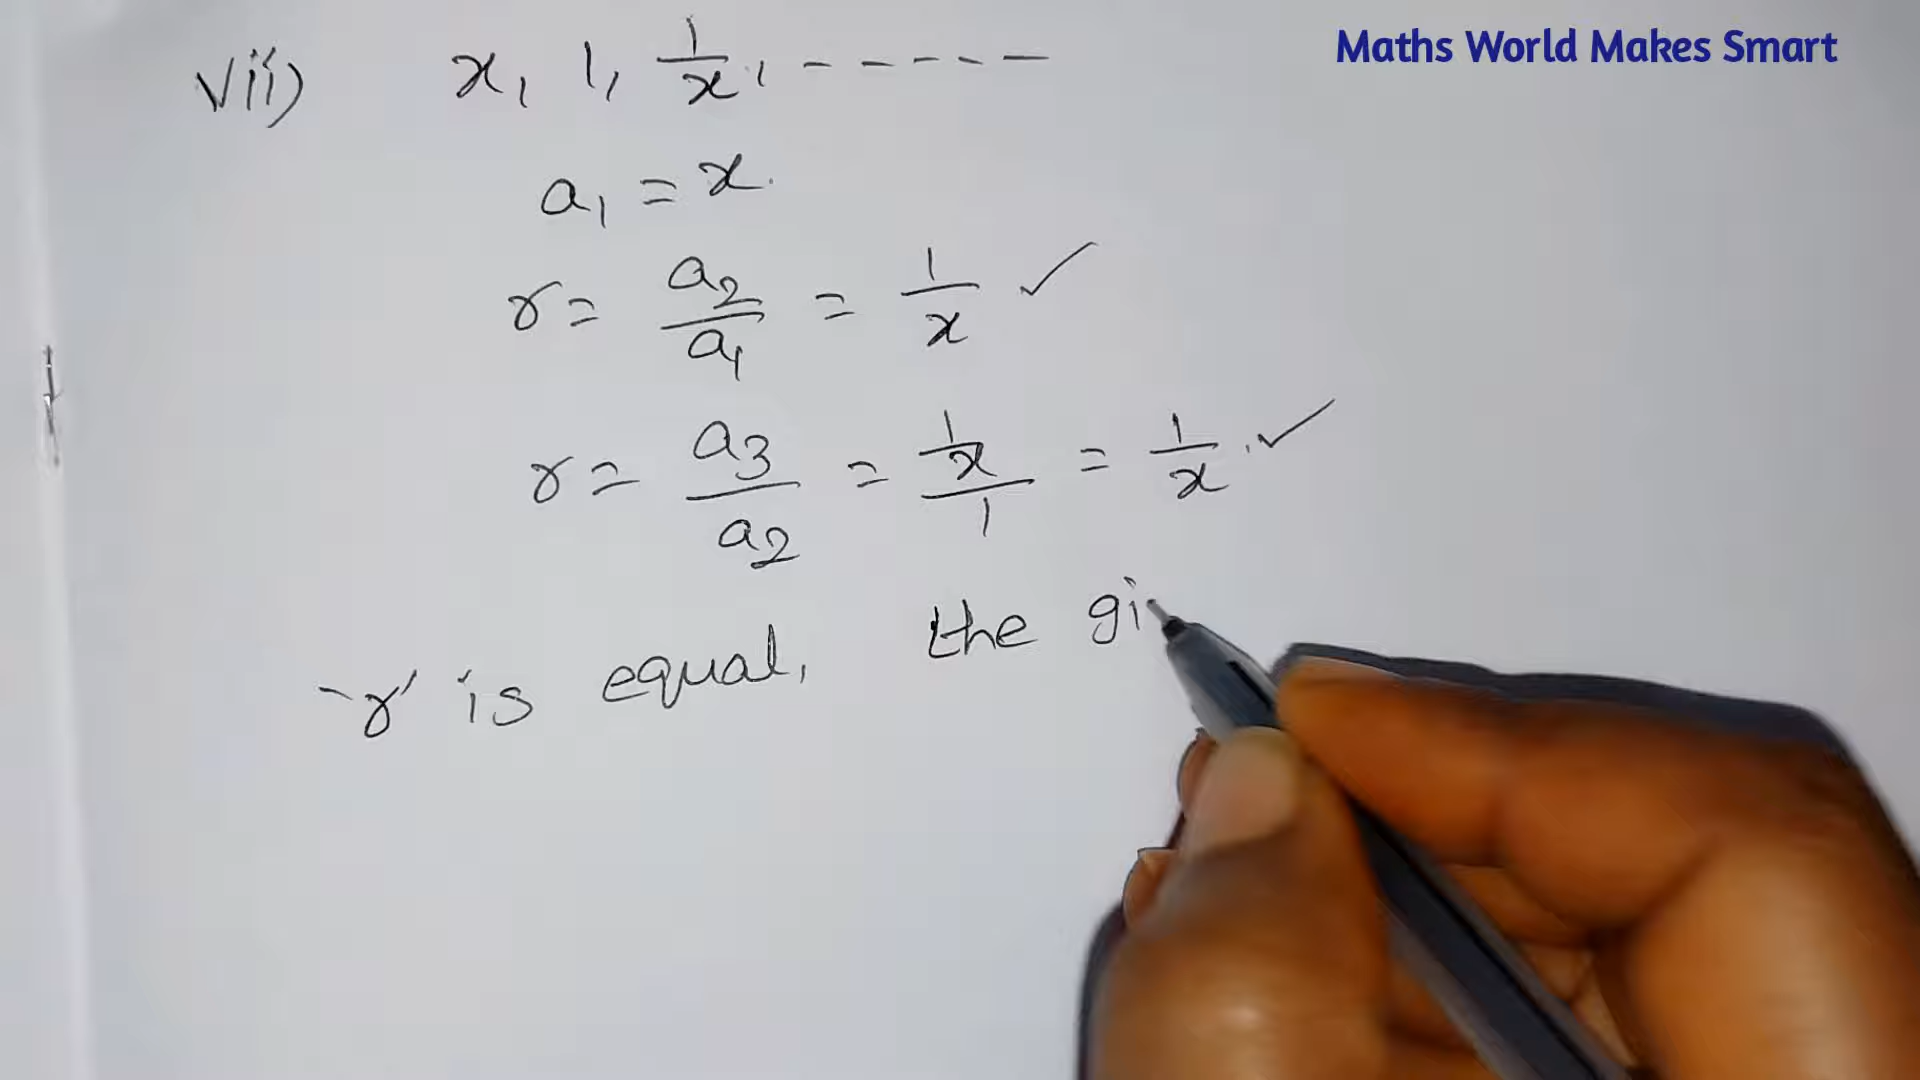 Maths World Makes Smart
vii) x, 1, 1/x, -----
a₁ = x.
r = a₂/a₁ = 1/x ✓
r = a₃/a₂ = (1/x)/1 = 1/x. ✓
'r' is equal, the gi